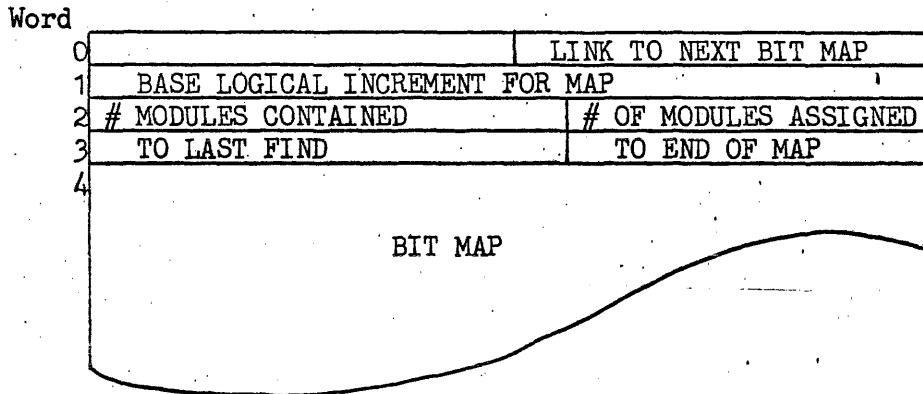 Word
0 LINK TO NEXT BIT MAP
1 BASE LOGICAL INCREMENT FOR MAP
2 # MODULES CONTAINED # OF MODULES ASSIGNED
3 TO LAST FIND TO END OF MAP
4
BIT MAP